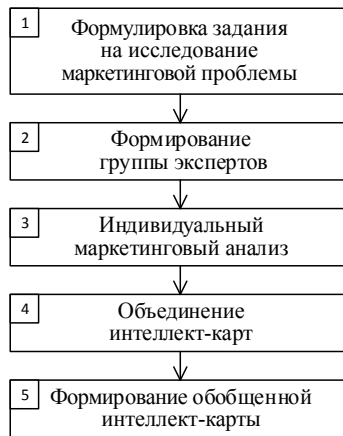 1
Формулировка задания
на исследование
маркетинговой проблемы
2
Формирование
группы экспертов
3
Индивидуальный
маркетинговый анализ
4
Объединение
интеллект-карт
5
Формирование обобщенной
интеллект-карты